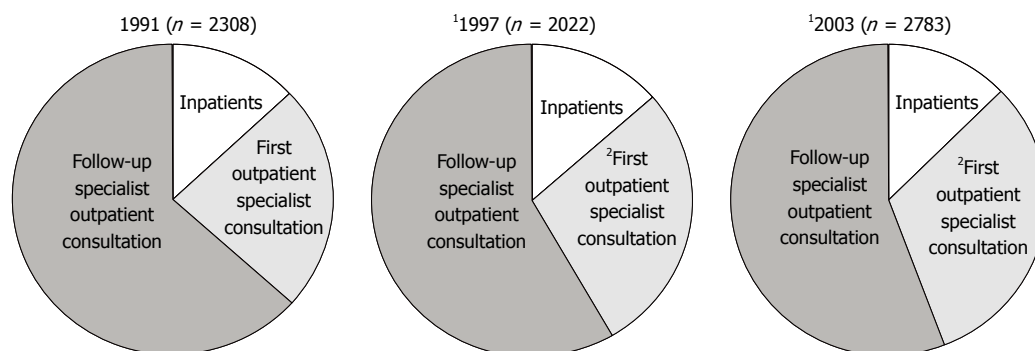 1991 (n = 2308)
Inpatients
First
outpatient
specialist
consultation
Follow-up
specialist
outpatient
consultation
¹1997 (n = 2022)
Inpatients
²First
outpatient
specialist
consultation
Follow-up
specialist
outpatient
consultation
¹2003 (n = 2783)
Inpatients
²First
outpatient
specialist
consultation
Follow-up
specialist
outpatient
consultation